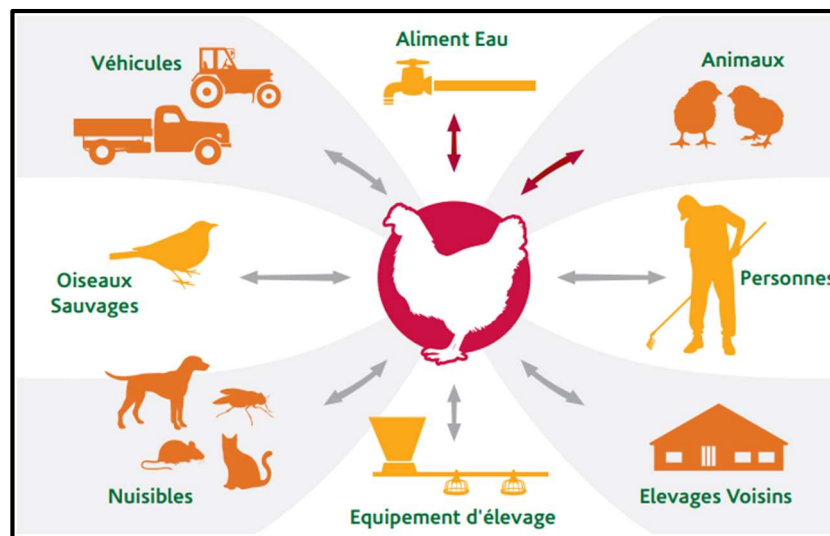 Véhicules
Aliment Eau
Animaux
Oiseaux
Sauvages
Personnes
Nuisibles
Equipement d'élevage
Elevages Voisins